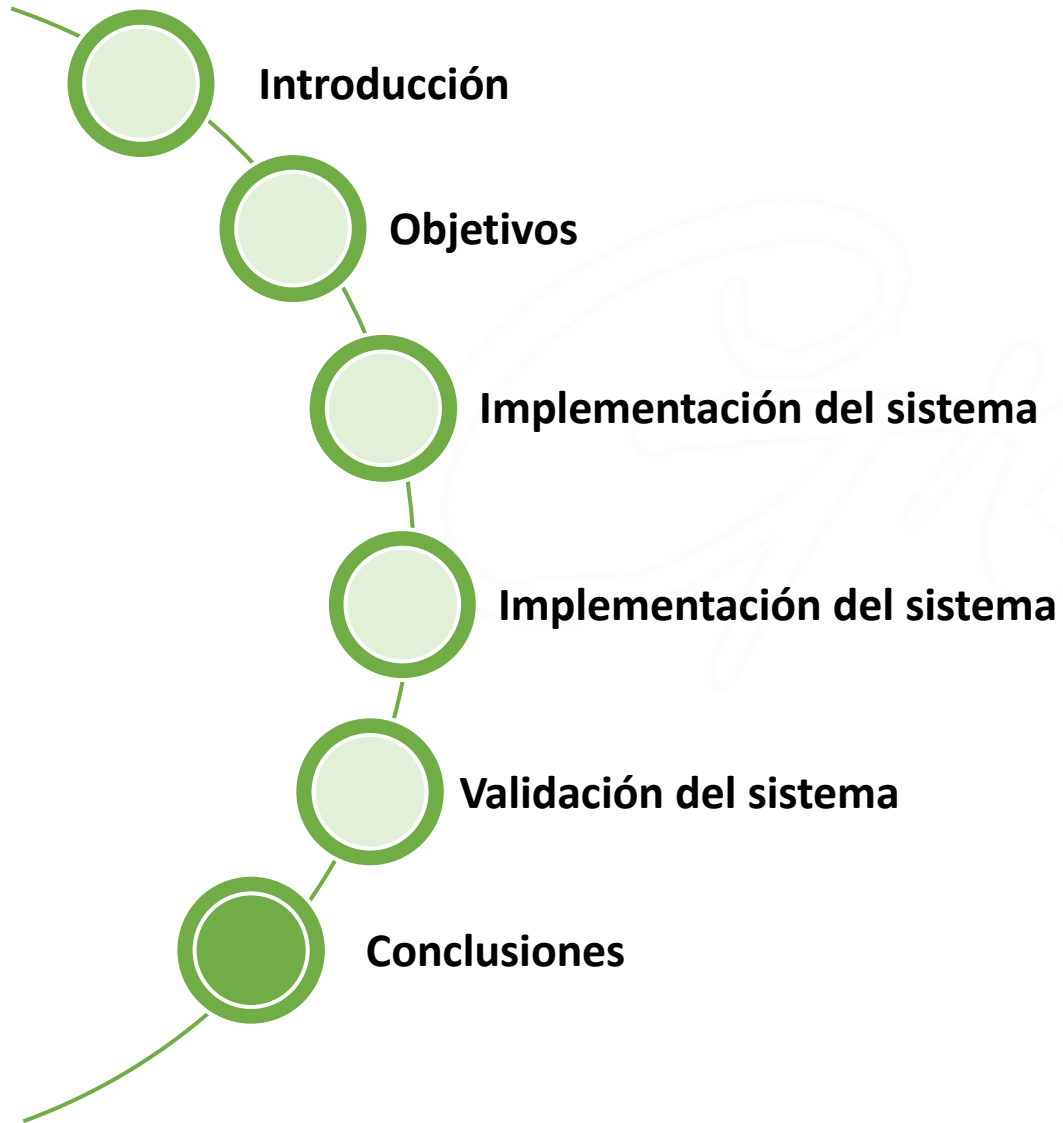 Introducción
Objetivos
Implementación del sistema
Implementación del sistema
Validación del sistema
Conclusiones